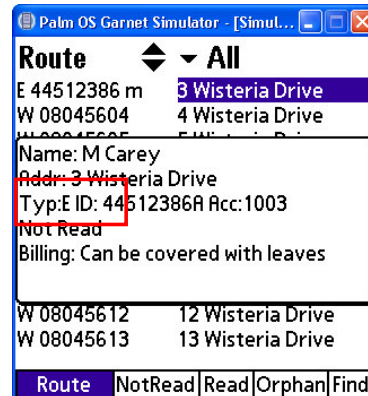 Palm OS Garnet Simulator - [Simul...
Route All
E 44512386 m 3 Wisteria Drive
W 08045604 4 Wisteria Drive
Name: M Carey
Addr: 3 Wisteria Drive
Typ:E ID: 44512386A Acc:1003
Not Read
Billing: Can be covered with leaves
W 08045612 12 Wisteria Drive
W 08045613 13 Wisteria Drive
Route NotRead Read Orphan Find